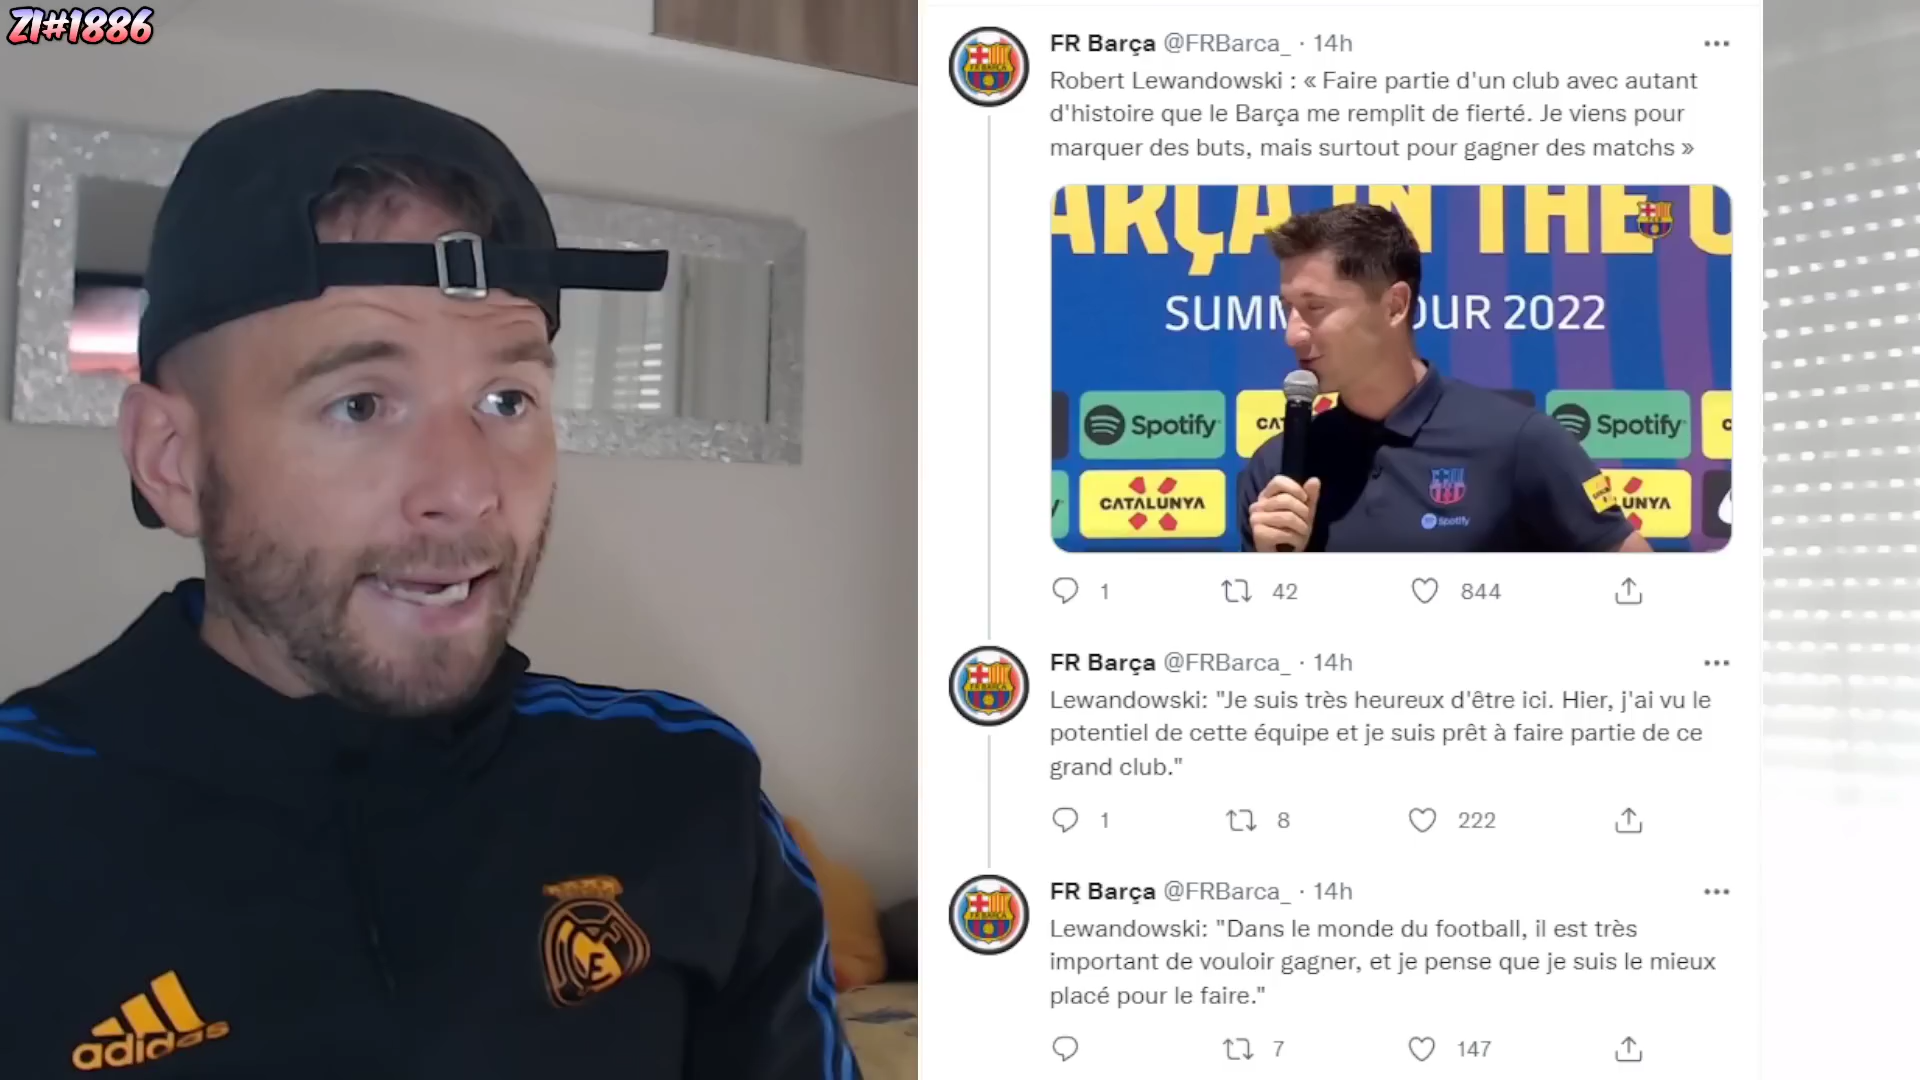 ZI#1886
FR Barça @FRBarca_ · 14h
Robert Lewandowski : « Faire partie d'un club avec autant
d'histoire que le Barça me remplit de fierté. Je viens pour
marquer des buts, mais surtout pour gagner des matchs »
SUMM OUR 2022
Spotify
Spotify
CATALUNYA
UNYA
Spotify
1 42 844
FR Barça @FRBarca_ · 14h
Lewandowski: "Je suis très heureux d'être ici. Hier, j'ai vu le
potentiel de cette équipe et je suis prêt à faire partie de ce
grand club."
1 8 222
FR Barça @FRBarca_ · 14h
Lewandowski: "Dans le monde du football, il est très
important de vouloir gagner, et je pense que je suis le mieux
placé pour le faire."
7 147
adidas